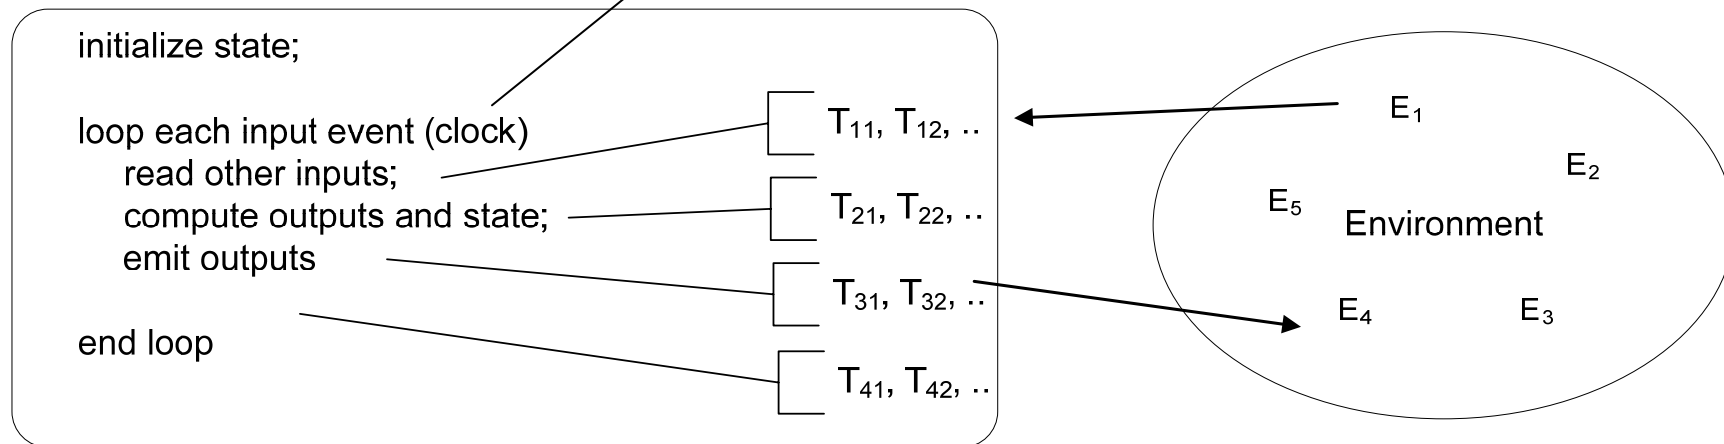 initialize state;
loop each input event (clock)
read other inputs;
compute outputs and state;
emit outputs
end loop
T11, T12, ..
T21, T22, ..
T31, T32, ..
T41, T42, ..
E1
E2
E5
Environment
E4
E3